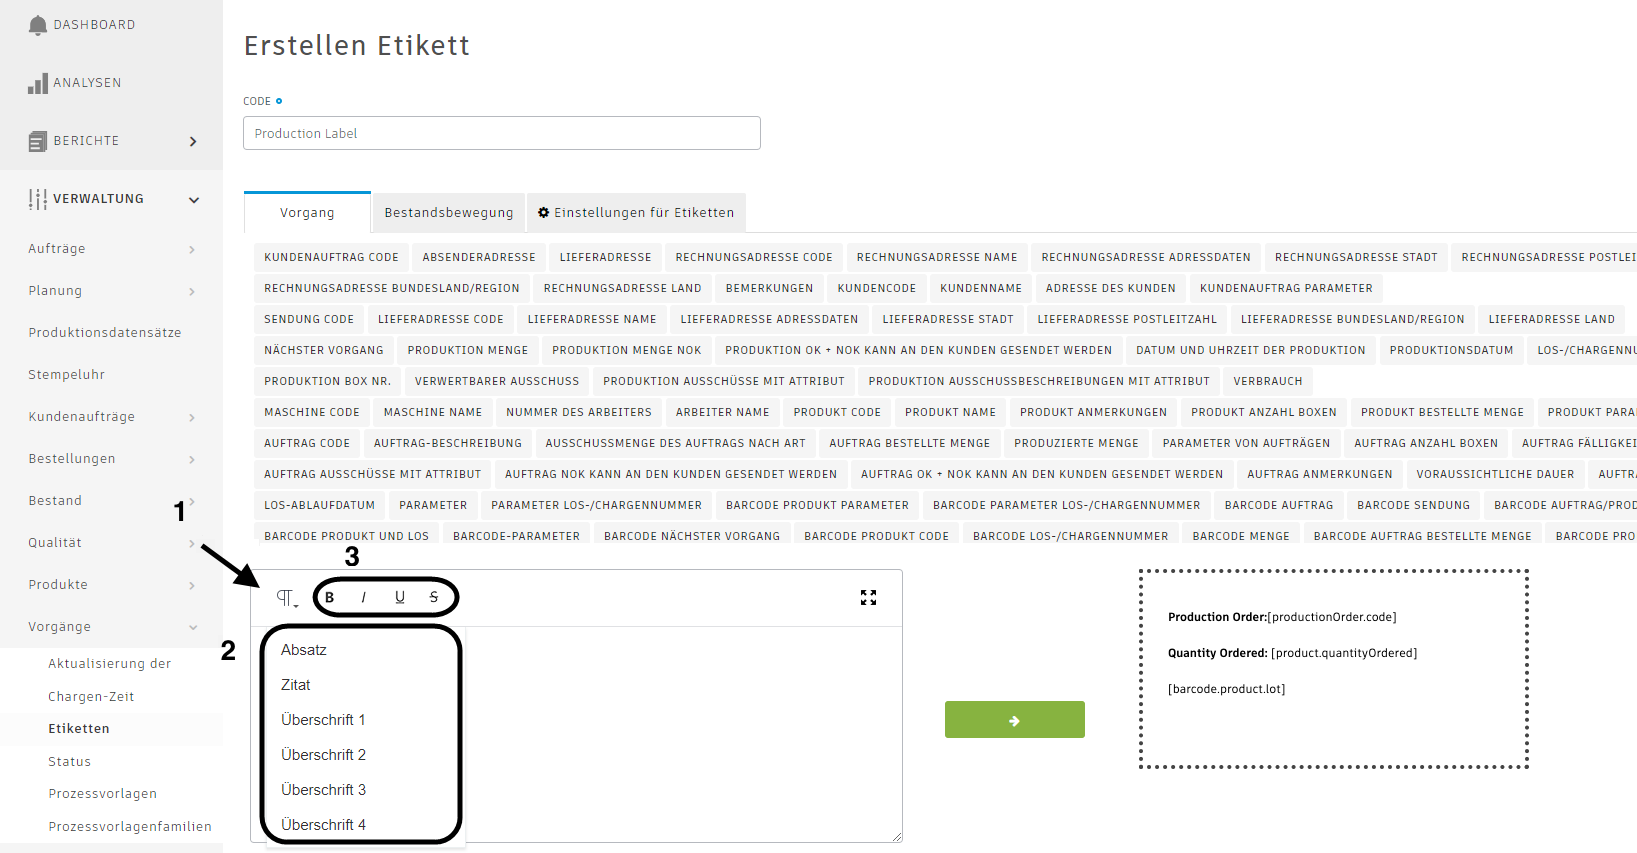 DASHBOARD
ANALYSEN
BERICHTE
VERWALTUNG
Aufträge
Planung
Produktionsdatensätze
Stempeluhr
Kundenaufträge
Bestellungen
Bestand
Qualität
Produkte
Vorgänge
Aktualisierung der
Chargen-Zeit
Etiketten
Status
Prozessvorlagen
Prozessvorlagenfamilien
Erstellen Etikett
CODE
Production Label
Vorgang Bestandsbewegung Einstellungen für Etiketten
KUNDENAUFTRAG CODE ABSENDERADRESSE LIEFERADRESSE RECHNUNGSADRESSE CODE RECHNUNGSADRESSE NAME RECHNUNGSADRESSE ADRESSDATEN RECHNUNGSADRESSE STADT RECHNUNGSADRESSE POSTLEI
RECHNUNGSADRESSE BUNDESLAND/REGION RECHNUNGSADRESSE LAND BEMERKUNGEN KUNDENCODE KUNDENNAME ADRESSE DES KUNDEN KUNDENAUFTRAG PARAMETER
SENDUNG CODE LIEFERADRESSE CODE LIEFERADRESSE NAME LIEFERADRESSE ADRESSDATEN LIEFERADRESSE STADT LIEFERADRESSE POSTLEITZAHL LIEFERADRESSE BUNDESLAND/REGION LIEFERADRESSE LAND
NÄCHSTER VORGANG PRODUKTION MENGE PRODUKTION MENGE NOK PRODUKTION OK + NOK KANN AN DEN KUNDEN GESENDET WERDEN DATUM UND UHRZEIT DER PRODUKTION PRODUKTIONSDATUM LOS-/CHARGENNU
PRODUKTION BOX NR. VERWERTBARER AUSSCHUSS PRODUKTION AUSSCHÜSSE MIT ATTRIBUT PRODUKTION AUSSCHUSSBESCHREIBUNGEN MIT ATTRIBUT VERBRAUCH
MASCHINE CODE MASCHINE NAME NUMMER DES ARBEITERS ARBEITER NAME PRODUKT CODE PRODUKT NAME PRODUKT ANMERKUNGEN PRODUKT ANZAHL BOXEN PRODUKT BESTELLTE MENGE PRODUKT PARA
AUFTRAG CODE AUFTRAG-BESCHREIBUNG AUSSCHUSSMENGE DES AUFTRAGS NACH ART AUFTRAG BESTELLTE MENGE PRODUZIERTE MENGE PARAMETER VON AUFTRÄGEN AUFTRAG ANZAHL BOXEN AUFTRAG FÄLLIGKEI
AUFTRAG AUSSCHÜSSE MIT ATTRIBUT AUFTRAG NOK KANN AN DEN KUNDEN GESENDET WERDEN AUFTRAG OK + NOK KANN AN DEN KUNDEN GESENDET WERDEN AUFTRAG ANMERKUNGEN VORAUSSICHTLICHE DAUER AUFTR
LOS-ABLAUFDATUM PARAMETER PARAMETER LOS-/CHARGENNUMMER BARCODE PRODUKT PARAMETER BARCODE PARAMETER LOS-/CHARGENNUMMER BARCODE AUFTRAG BARCODE SENDUNG BARCODE AUFTRAG/PROD
BARCODE PRODUKT UND LOS BARCODE-PARAMETER BARCODE NÄCHSTER VORGANG BARCODE PRODUKT CODE BARCODE LOS-/CHARGENNUMMER BARCODE MENGE BARCODE AUFTRAG BESTELLTE MENGE BARCODE PRO
1
3
B I U S
2
Absatz
Zitat
Überschrift 1
Überschrift 2
Überschrift 3
Überschrift 4
Production Order:[productionOrder.code]
Quantity Ordered: [product.quantityOrdered]
[barcode.product.lot]